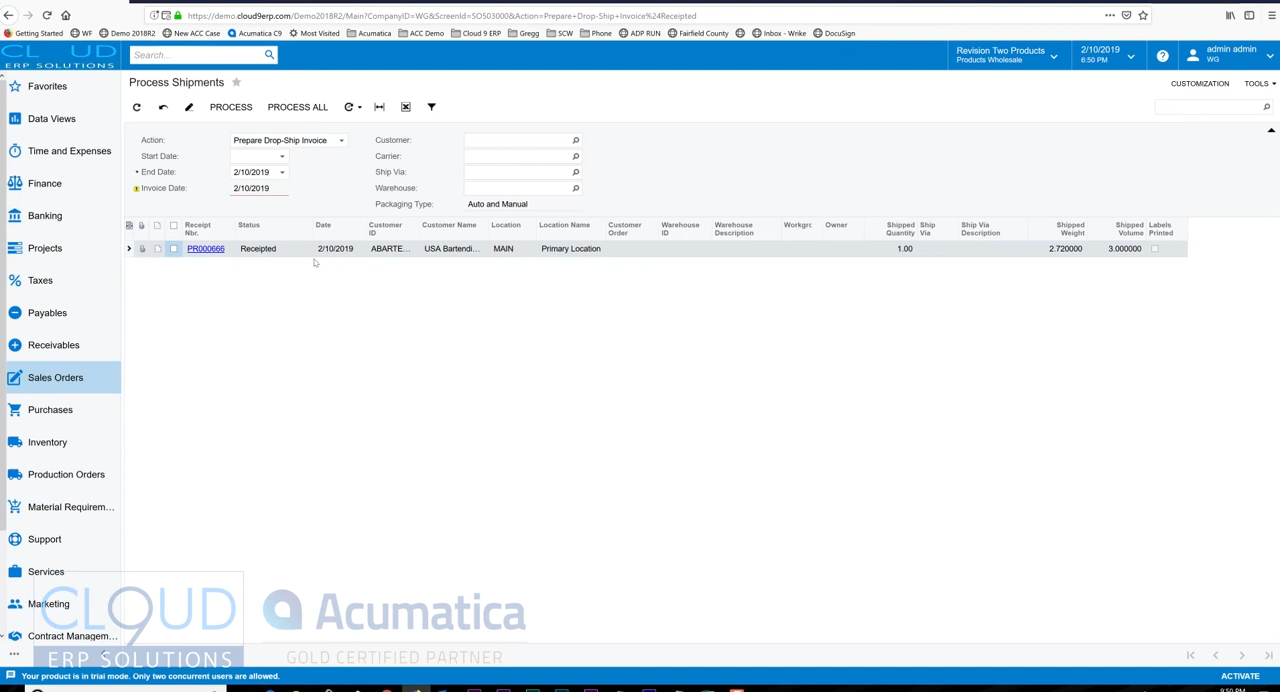 https://demo.cloud9erp.com/Demo2018R2/Main?CompanyID=WG&ScreenId=SO503000&Action=Prepare+Drop-Ship+Invoice%24Receipted
Getting Started WF Demo 2018R2 New ACC Case Acumatica C9 Most Visited Acumatica ACC Demo Cloud 9 ERP Gregg SCW Phone ADP RUN Fairfield County Inbox - Wrike DocuSign
CL UD
ERP SOLUTIONS
Search...
Revision Two Products
Products Wholesale
2/10/2019
6:50 PM
admin admin
WG
Favorites
Data Views
Time and Expenses
Finance
Banking
Projects
Taxes
Payables
Receivables
Sales Orders
Purchases
Inventory
Production Orders
Material Requirem...
Support
Services
Marketing
Contract Managem...
Process Shipments
CUSTOMIZATION TOOLS
PROCESS PROCESS ALL
Action: Prepare Drop-Ship Invoice
Start Date:
End Date: 2/10/2019
Invoice Date: 2/10/2019
Customer:
Carrier:
Ship Via:
Warehouse:
Packaging Type: Auto and Manual
Receipt Nbr. Status Date Customer ID Customer Name Location Location Name Customer Order Warehouse ID Warehouse Description Workgrc Owner Shipped Quantity Ship Via Ship Via Description Shipped Weight Shipped Volume Labels Printed
PR000666 Receipted 2/10/2019 ABARTE... USA Bartendi... MAIN Primary Location 1.00 2.720000 3.000000
CL9UD
ERP SOLUTIONS
Acumatica
GOLD CERTIFIED PARTNER
Your product is in trial mode. Only two concurrent users are allowed.
ACTIVATE
9:50 PM